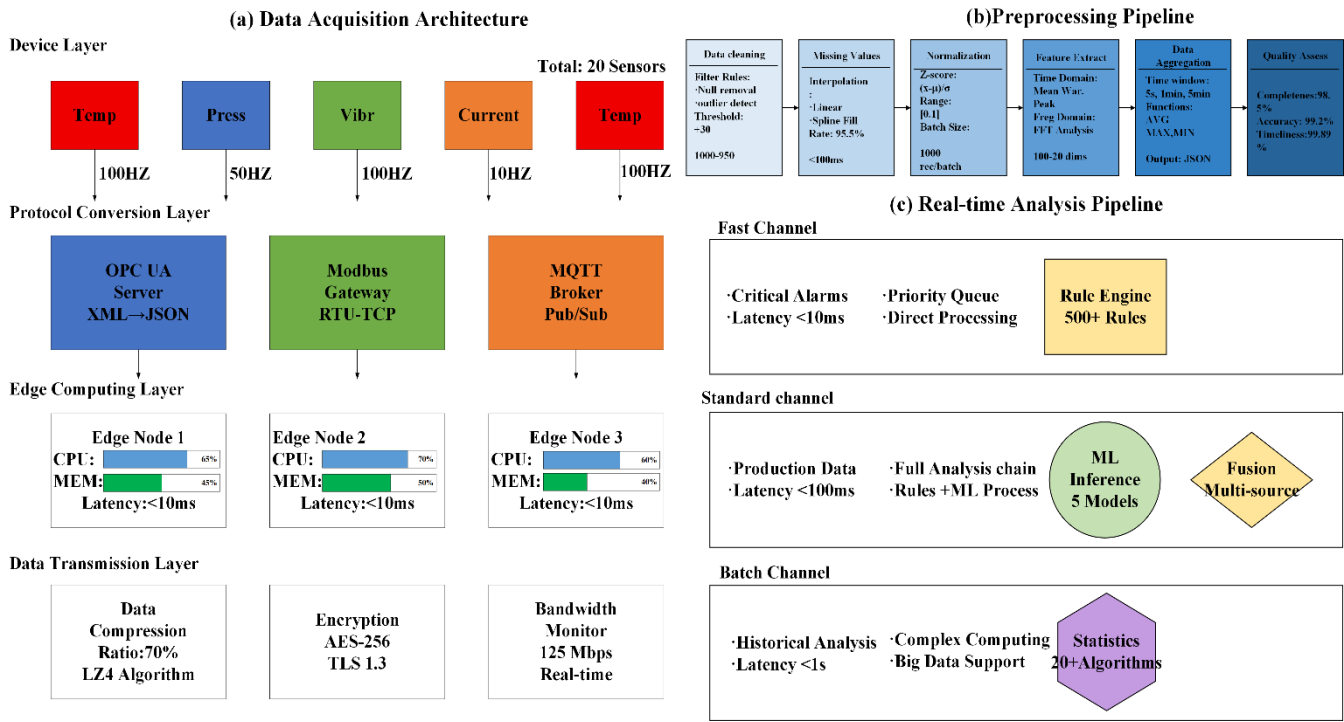 (a) Data Acquisition Architecture
Device Layer
Total: 20 Sensors
Temp
Press
Vibr
Current
Temp
100HZ
50HZ
100HZ
10HZ
100HZ
Protocol Conversion Layer
OPC UA
Server
XML→JSON
Modbus
Gateway
RTU-TCP
MQTT
Broker
Pub/Sub
Edge Computing Layer
Edge Node 1
CPU: 65%
MEM: 45%
Latency:<10ms
Edge Node 2
CPU: 70%
MEM: 50%
Latency:<10ms
Edge Node 3
CPU: 60%
MEM: 40%
Latency:<10ms
Data Transmission Layer
Data
Compression
Ratio:70%
LZ4 Algorithm
Encryption
AES-256
TLS 1.3
Bandwidth
Monitor
125 Mbps
Real-time
(b)Preprocessing Pipeline
Data cleaning
Filter Rules:
·Null removal
·outlier detect
Threshold:
+30
1000-950
Missing Values
Interpolation
:
·Linear
·Spline Fill
Rate: 95.5%
<100ms
Normalization
Z-score:
(x-μ)/σ
Range:
[0.1]
Batch Size:
1000
rec/batch
Feature Extract
Time Domain:
Mean War.
Peak
Freg Domain:
FFT Analysis
100-20 dims
Data
Aggregation
Time window:
5s, 1min, 5min
Functions:
AVG
MAX,MIN
Output: JSON
Quality Assess
Completenes:98.
5%
Accuracy: 99.2%
Timeliness:99.89
%
(c) Real-time Analysis Pipeline
Fast Channel
·Critical Alarms
·Latency <10ms
·Priority Queue
·Direct Processing
Rule Engine
500+ Rules
Standard channel
·Production Data
·Latency <100ms
·Full Analysis chain
·Rules +ML Process
ML
Inference
5 Models
Fusion
Multi-source
Batch Channel
·Historical Analysis
·Latency <1s
·Complex Computing
·Big Data Support
Statistics
20+Algorithms